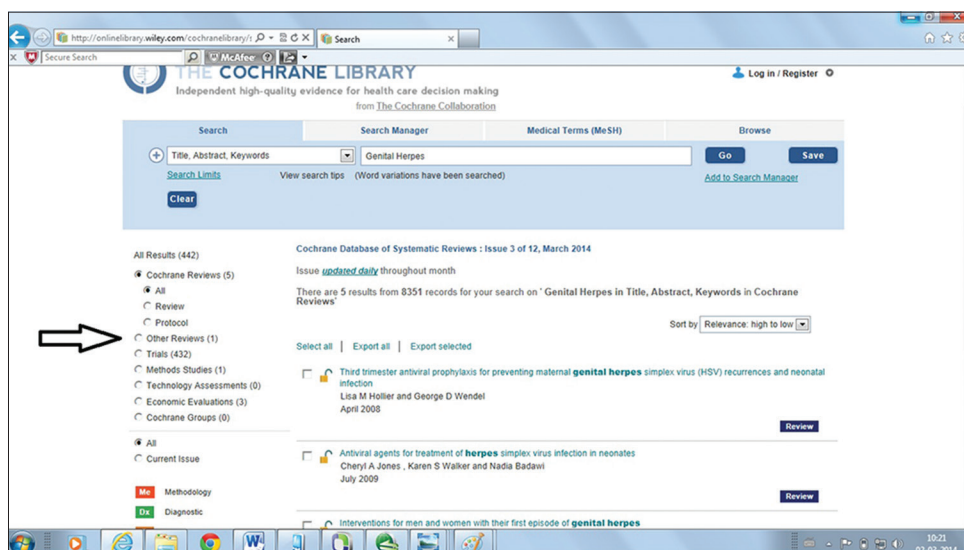 http://onlinelibrary.wiley.com/cochranelibrary/
Search
Secure Search
McAfee
THE COCHRANE LIBRARY
Independent high-quality evidence for health care decision making
from The Cochrane Collaboration
Log in / Register
Search
Search Manager
Medical Terms (MeSH)
Browse
Title, Abstract, Keywords
Genital Herpes
Go
Save
Search Limits
View search tips
(Word variations have been searched)
Add to Search Manager
Clear
All Results (442)
Cochrane Reviews (5)
All
Review
Protocol
Other Reviews (1)
Trials (432)
Methods Studies (1)
Technology Assessments (0)
Economic Evaluations (3)
Cochrane Groups (0)
All
Current Issue
Me Methodology
Dx Diagnostic
Cochrane Database of Systematic Reviews : Issue 3 of 12, March 2014
Issue updated daily throughout month
There are 5 results from 8351 records for your search on ' Genital Herpes in Title, Abstract, Keywords in Cochrane
Reviews'
Sort by Relevance: high to low
Select all | Export all | Export selected
Third trimester antiviral prophylaxis for preventing maternal genital herpes simplex virus (HSV) recurrences and neonatal
infection
Lisa M Hollier and George D Wendel
April 2008
Review
Antiviral agents for treatment of herpes simplex virus infection in neonates
Cheryl A Jones , Karen S Walker and Nadia Badawi
July 2009
Review
Interventions for men and women with their first episode of genital herpes
10:21